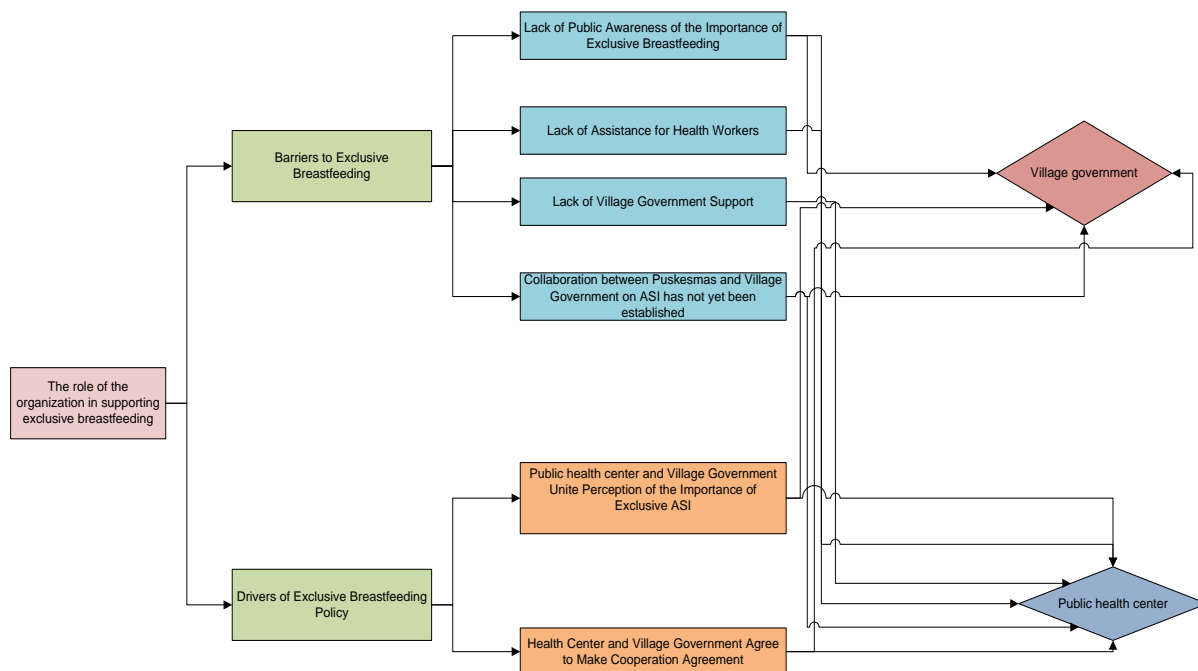 Lack of Public Awareness of the Importance of
Exclusive Breastfeeding
Lack of Assistance for Health Workers
Barriers to Exclusive
Breastfeeding
Village government
Lack of Village Government Support
Collaboration between Puskesmas and Village
Government on ASI has not yet been
established
The role of the
organization in supporting
exclusive breastfeeding
Public health center and Village Government
Unite Perception of the Importance of
Exclusive ASI
Drivers of Exclusive Breastfeeding
Policy
Public health center
Health Center and Village Government Agree
to Make Cooperation Agreement